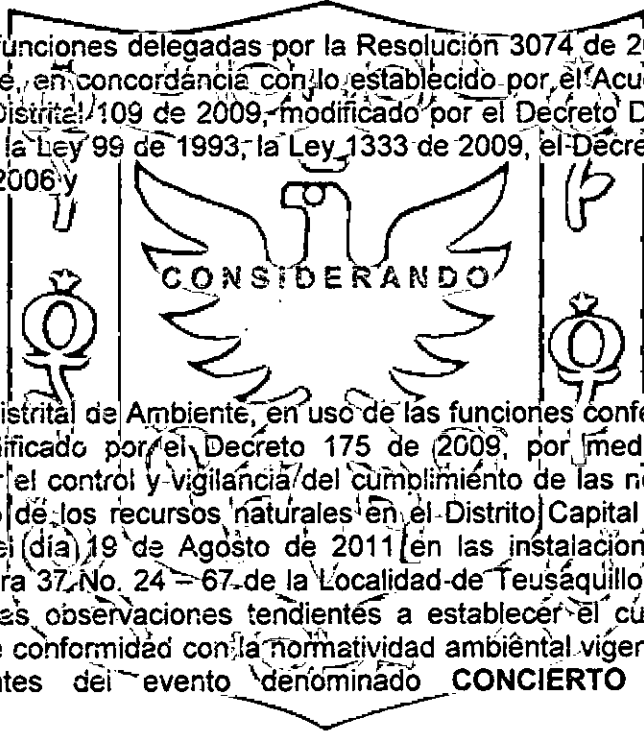 funciones delegadas por la Resolución 3074 de 2
e, en concordancia con lo establecido por el Acu
Distrital 109 de 2009, modificado por el Decreto D
la Ley 99 de 1993, la Ley 1333 de 2009, el Decre
2006 y
CONSIDERANDO
istrital de Ambiente, en uso de las funciones confe
ificado por el Decreto 175 de 2009, por med
r el control y vigilancia del cumplimiento de las n
o de los recursos naturales en el Distrito Capital
el día 19 de Agosto de 2011 en las instalacion
ra 37 No. 24 – 67 de la Localidad de Teusaquillo
as observaciones tendientes a establecer el cu
e conformidad con la normatividad ambiental vigen
ntes del evento denominado CONCIERTO